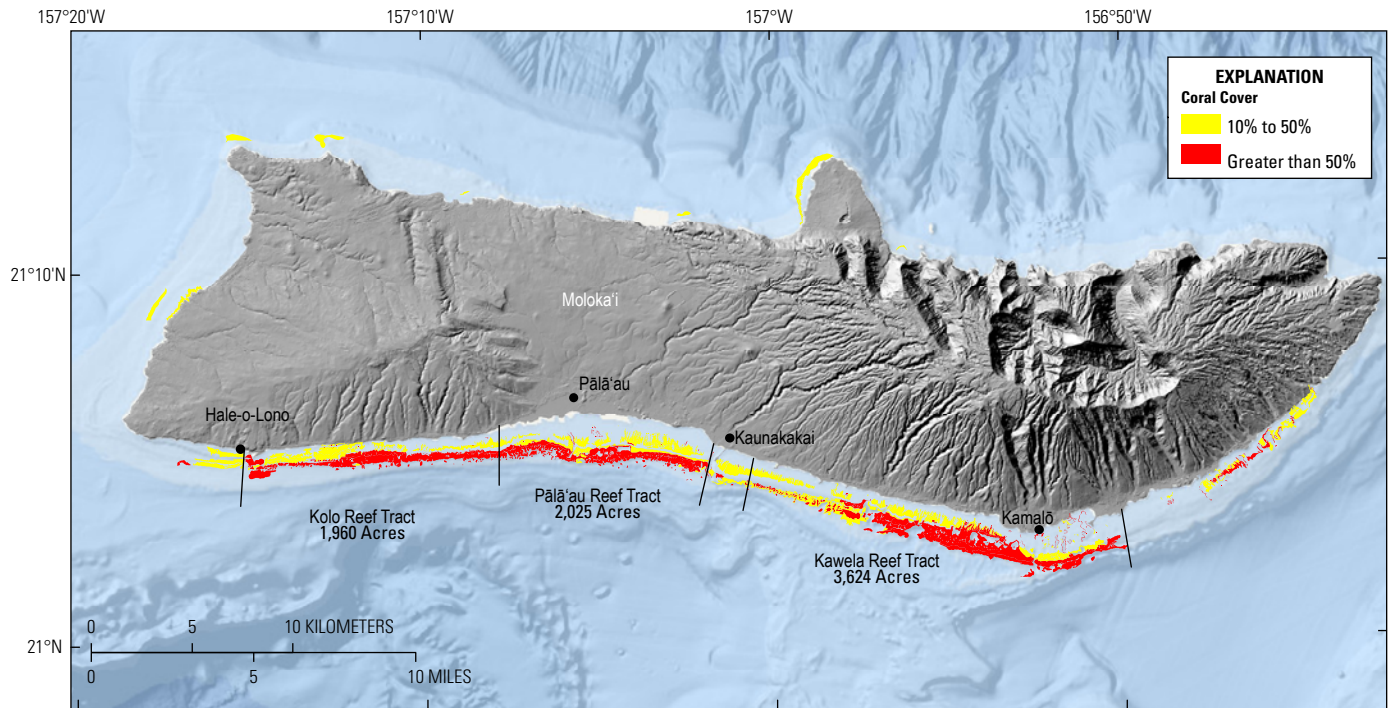 157°20'W
157°10'W
157°W
156°50'W
EXPLANATION
Coral Cover
10% to 50%
Greater than 50%
21°10'N
Molokaʻi
Pālāʻau
Hale-o-Lono
Kaunakakai
Pālāʻau Reef Tract
2,025 Acres
Kolo Reef Tract
1,960 Acres
Kamalō
Kawela Reef Tract
3,624 Acres
0 5 10 KILOMETERS
21°N
0 5 10 MILES